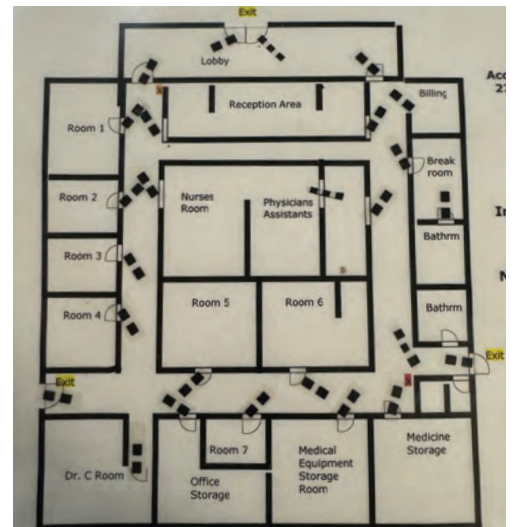 Exit
Lobby
X
Reception Area
Billing
Room 1
Break
room
Room 2
Nurses
Room
Physicians
Assistants
Bathrm
Room 3
Room 5
Room 6
Bathrm
Room 4
Exit
Exit
X
Room 7
Dr. C Room
Office
Storage
Medical
Equipment
Storage
Room
Medicine
Storage